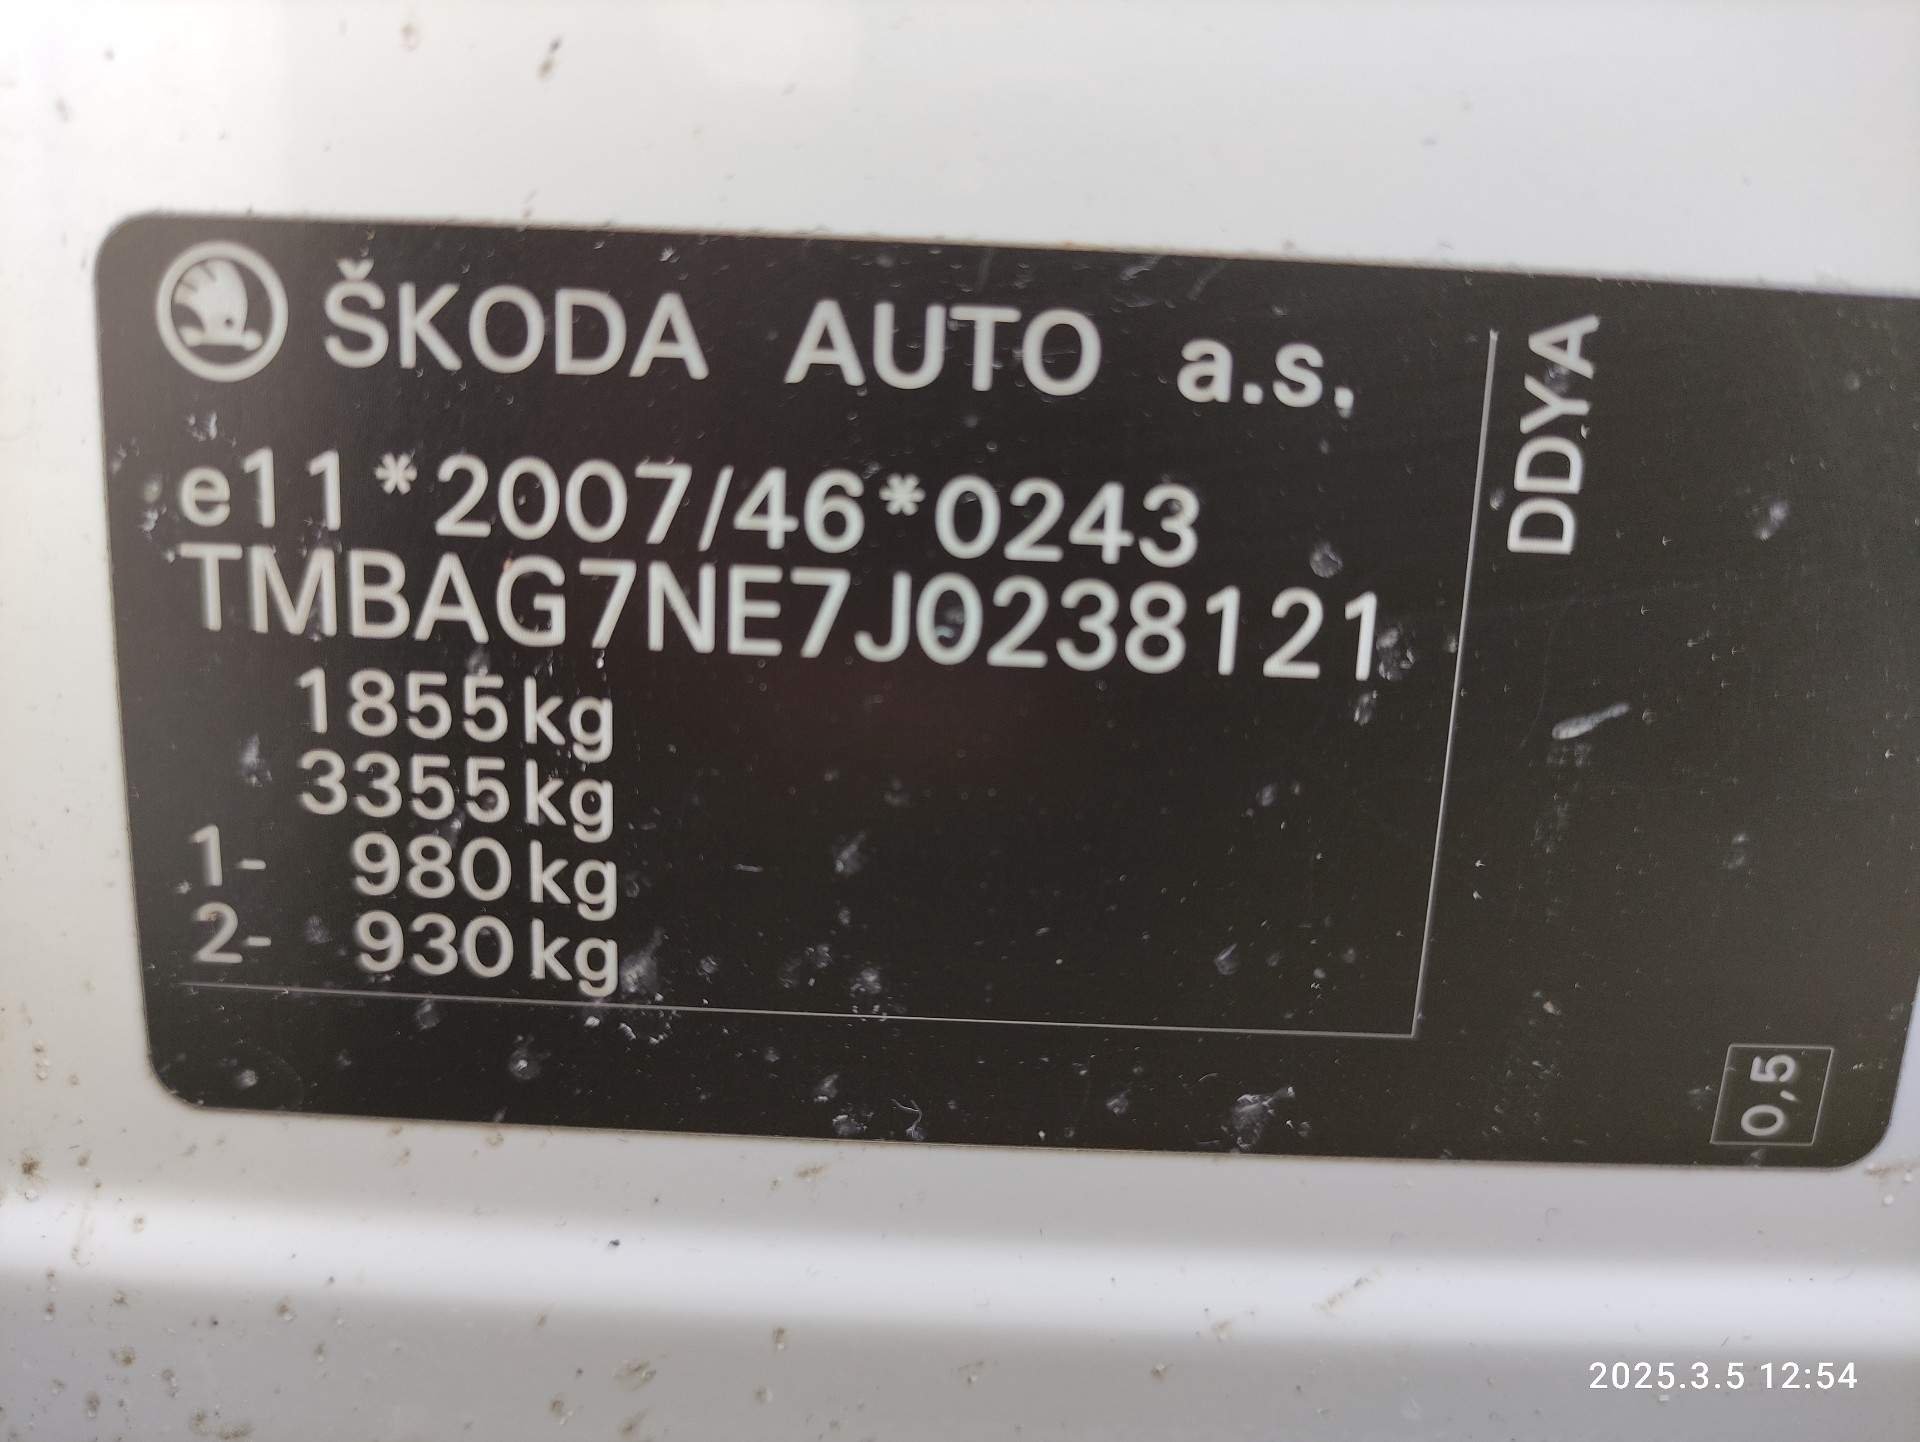 ŠKODA AUTO a.s.
e11*2007/46*0243
TMBAG7NE7J0238121
1855kg
3355kg
1- 980kg
2- 930kg
DDYA
0,5
2025.3.5 12:54